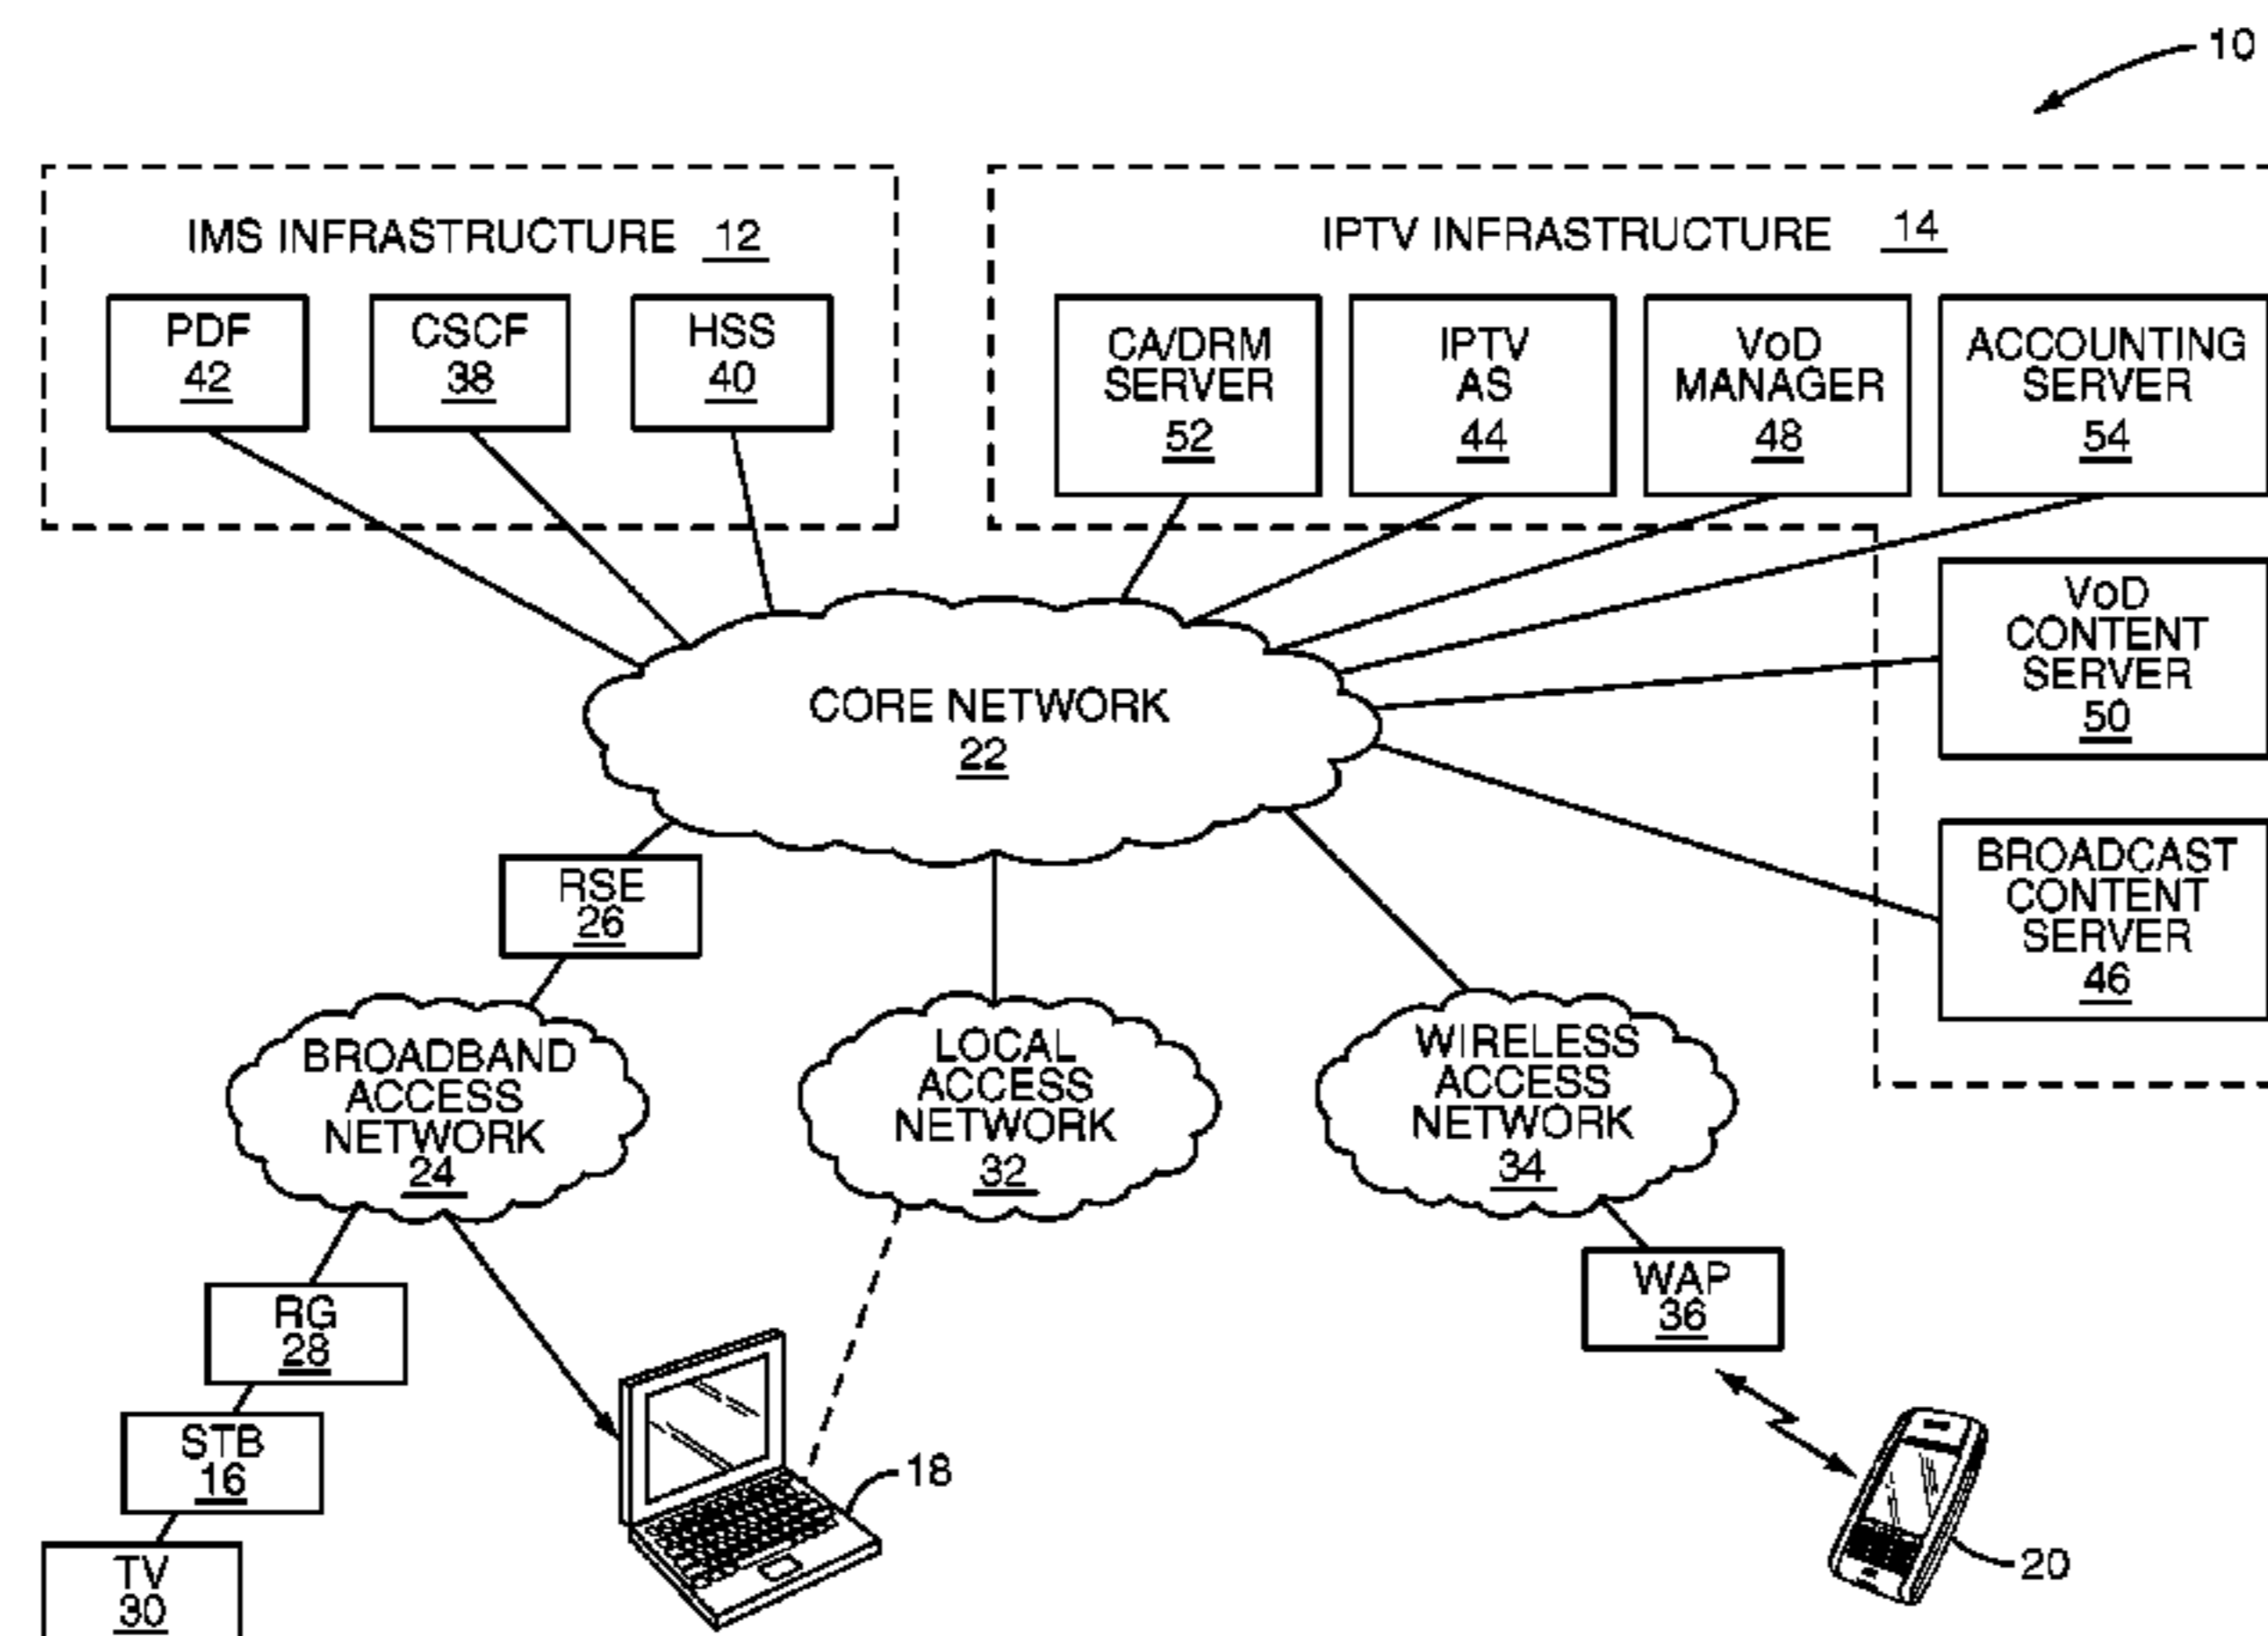 10
IMS INFRASTRUCTURE 12
IPTV INFRASTRUCTURE 14
PDF
42
CSCF
38
HSS
40
CA/DRM
SERVER
52
IPTV
AS
44
VoD
MANAGER
48
ACCOUNTING
SERVER
54
VoD
CONTENT
SERVER
50
CORE NETWORK
22
BROADCAST
CONTENT
SERVER
46
RSE
26
BROADBAND
ACCESS
NETWORK
24
LOCAL
ACCESS
NETWORK
32
WIRELESS
ACCESS
NETWORK
34
RG
28
WAP
36
STB
16
18
TV
30
20